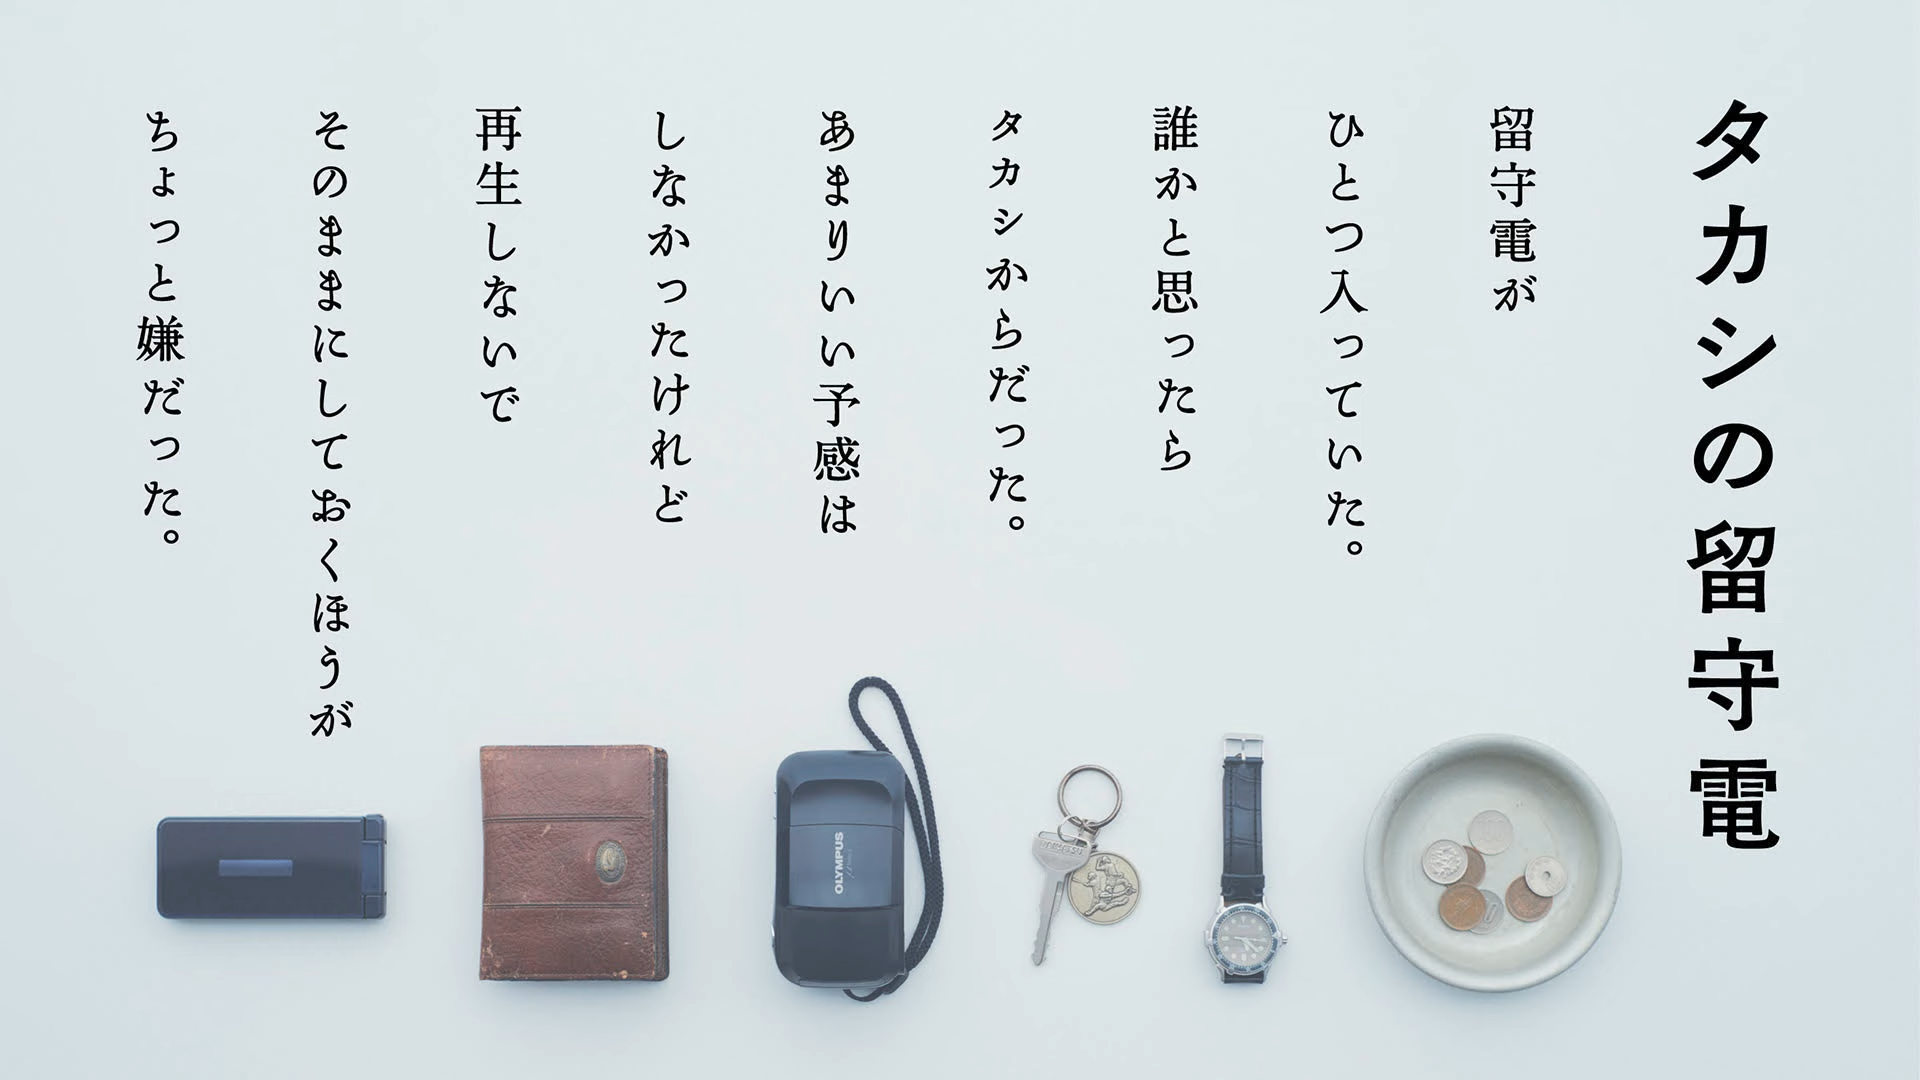 タカシの留守電
留守電が
ひとつ入っていた。
誰かと思ったら
タカシからだった。
あまりいい予感は
しなかったけれど
再生しないで
そのままにしておくほうが
ちょっと嫌だった。
OLYMPUS